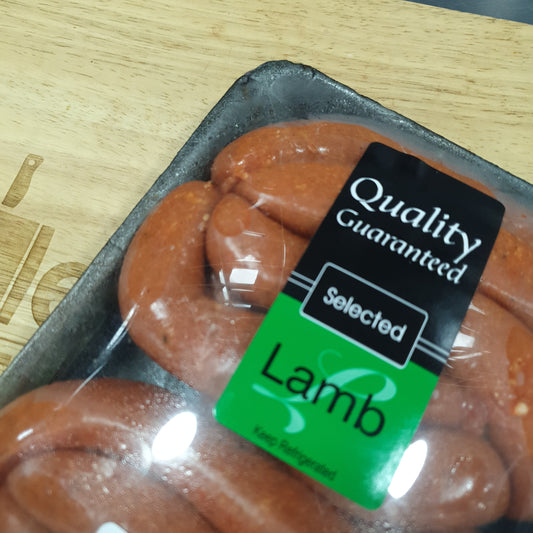 Quality
Guaranteed
Selected
Lamb
Keep Refrigerated